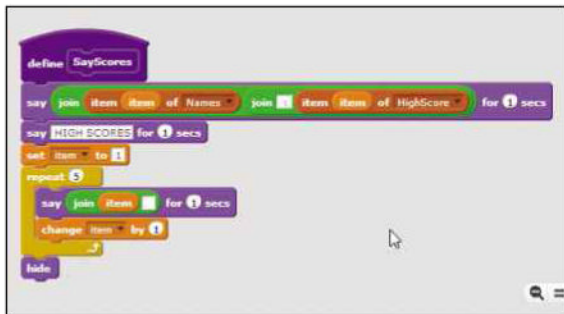 define SayScores
say join item item of Names join item item of HighScore for 1 secs
say HIGH SCORES for 1 secs
set item to 1
repeat 5
say join item for 1 secs
change item by 1
hide